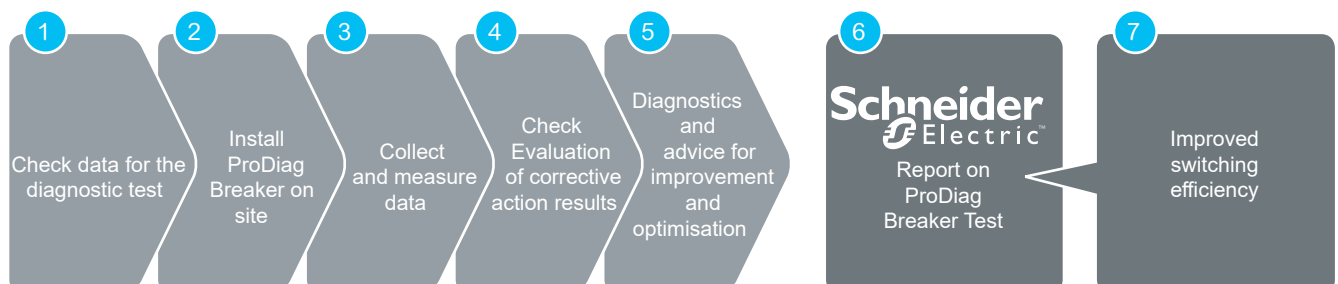 1
Check data for the
diagnostic test
2
Install
ProDiag
Breaker on
site
3
Collect
and measure
data
4
Check
Evaluation
of corrective
action results
5
Diagnostics
and
advice for
improvement
and
optimisation
6
Schneider
Electric™
Report on
ProDiag
Breaker Test
7
Improved
switching
efficiency